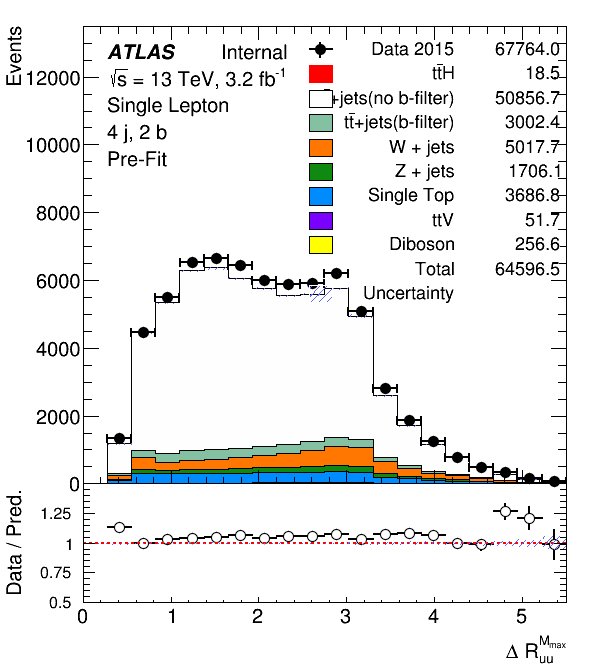 Events
ATLAS Internal
√s = 13 TeV, 3.2 fb-1
Single Lepton
4 j, 2 b
Pre-Fit
Data 2015 67764.0
tt̄H 18.5
+jets(no b-filter) 50856.7
tt̄+jets(b-filter) 3002.4
W + jets 5017.7
Z + jets 1706.1
Single Top 3686.8
ttV 51.7
Diboson 256.6
Total 64596.5
Uncertainty
12000
10000
8000
6000
4000
2000
0
Data / Pred.
1.25
1
0.75
0.5
0 1 2 3 4 5
Δ R uu Mmax